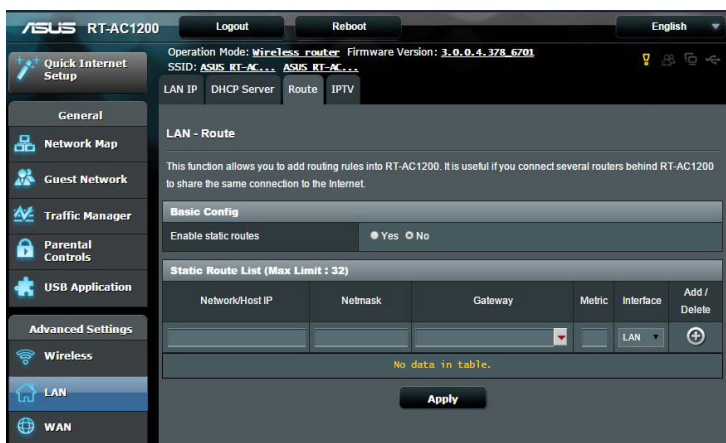 ASUS RT-AC1200 Logout Reboot English
Quick Internet Setup
Operation Mode: Wireless router Firmware Version: 3.0.0.4.378_6701
SSID: ASUS RT-AC... ASUS RT-AC...
LAN IP DHCP Server Route IPTV
General
Network Map
Guest Network
Traffic Manager
Parental Controls
USB Application
Advanced Settings
Wireless
LAN
WAN
LAN - Route
This function allows you to add routing rules into RT-AC1200. It is useful if you connect several routers behind RT-AC1200
to share the same connection to the Internet.
Basic Config
Enable static routes Yes No
Static Route List (Max Limit : 32)
Network/Host IP Netmask Gateway Metric Interface Add / Delete
LAN
No data in table.
Apply